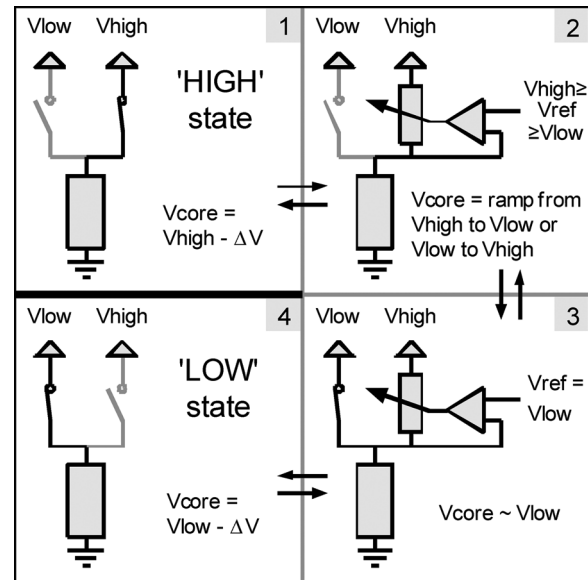 Vlow Vhigh 1
'HIGH'
state
Vcore =
Vhigh - ΔV
Vlow Vhigh 2
Vhigh≥
Vref
≥Vlow
Vcore = ramp from
Vhigh to Vlow or
Vlow to Vhigh
Vlow Vhigh 4
'LOW'
state
Vcore =
Vlow - ΔV
Vlow Vhigh 3
Vref =
Vlow
Vcore ~ Vlow